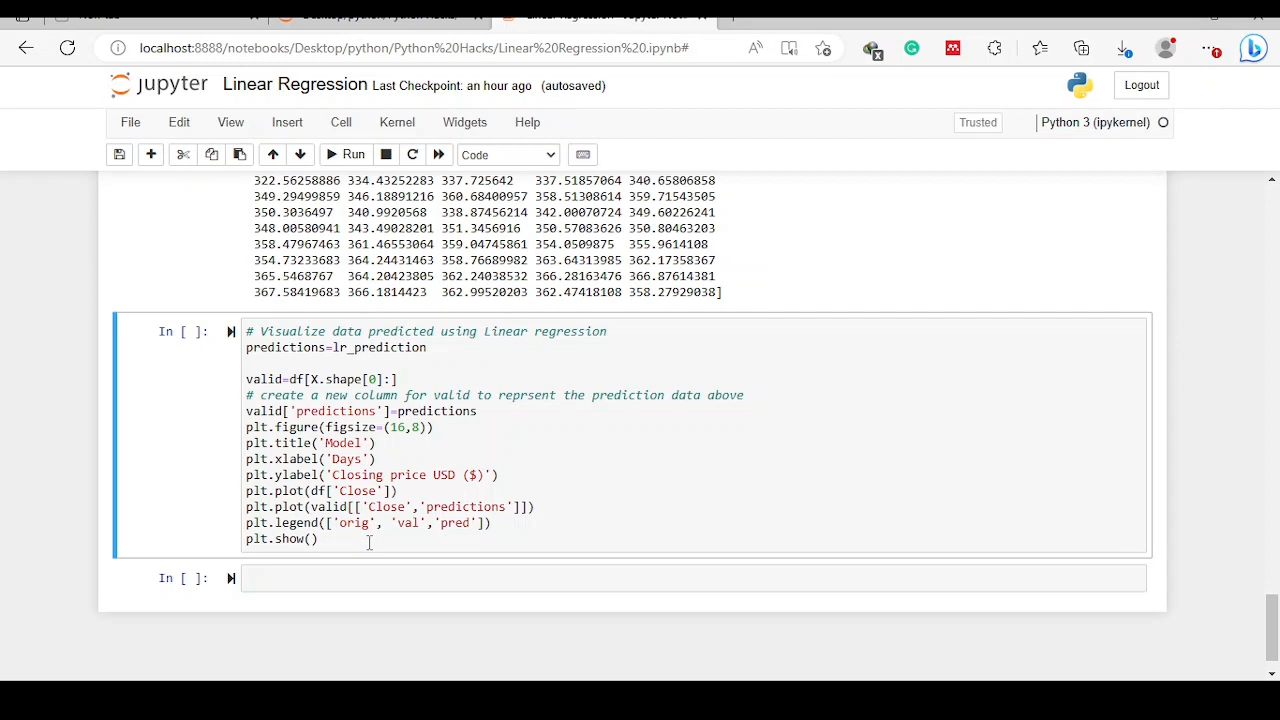 localhost:8888/notebooks/Desktop/python/Python%20Hacks/Linear%20Regression%20.ipynb#
jupyter Linear Regression Last Checkpoint: an hour ago (autosaved) Logout
File Edit View Insert Cell Kernel Widgets Help Trusted Python 3 (ipykernel)
Run Code
322.56258886 334.43252283 337.725642 337.51857064 340.65806858
349.29499859 346.18891216 360.68400957 358.51308614 359.71543505
350.3036497 340.9920568 338.87456214 342.00070724 349.60226241
348.00580941 343.49028201 351.3456916 350.57083626 350.80463203
358.47967463 361.46553064 359.04745861 354.0509875 355.9614108
354.73233683 364.24431463 358.76689982 363.64313985 362.17358367
365.5468767 364.20423805 362.24038532 366.28163476 366.87614381
367.58419683 366.1814423 362.99520203 362.47418108 358.27929038]
In [ ]: # Visualize data predicted using Linear regression
predictions=lr_prediction
valid=df[X.shape[0]:]
# create a new column for valid to reprsent the prediction data above
valid['predictions']=predictions
plt.figure(figsize=(16,8))
plt.title('Model')
plt.xlabel('Days')
plt.ylabel('Closing price USD ($)')
plt.plot(df['Close'])
plt.plot(valid[['Close','predictions']])
plt.legend(['orig', 'val','pred'])
plt.show()
In [ ]: